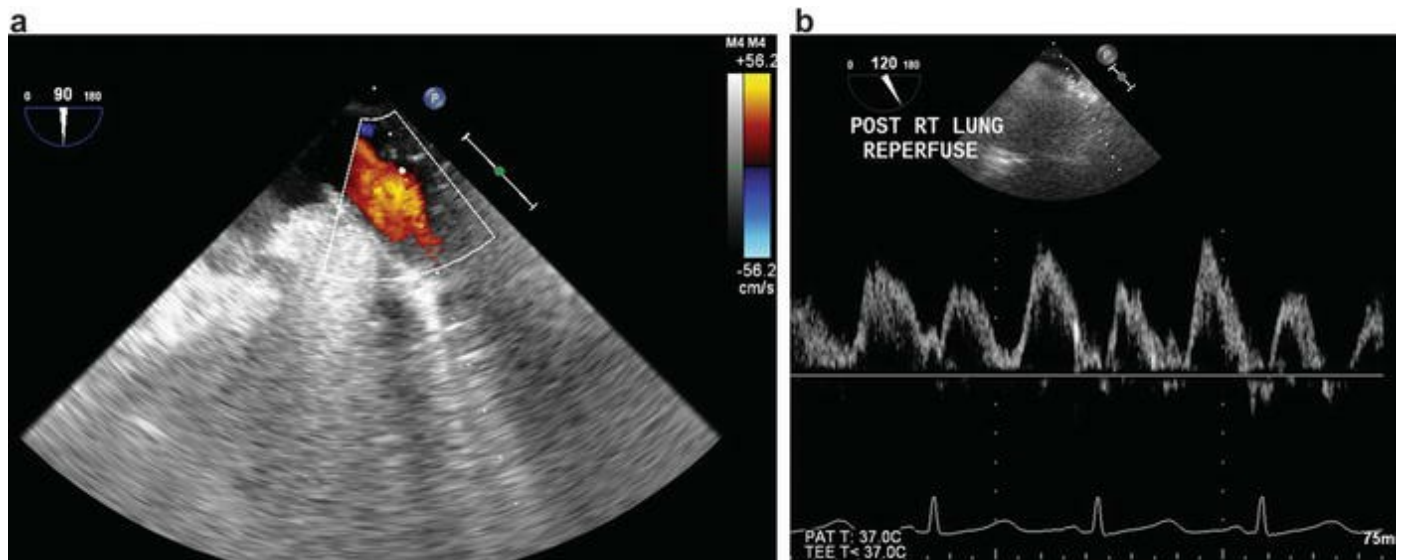 a
0 90 180
P
M4 M4
+56.2
-56.2
cm/s
b
0 120 180
P
POST RT LUNG
REPERFUSE
PAT T: 37.0C
TEE T< 37.0C
75m